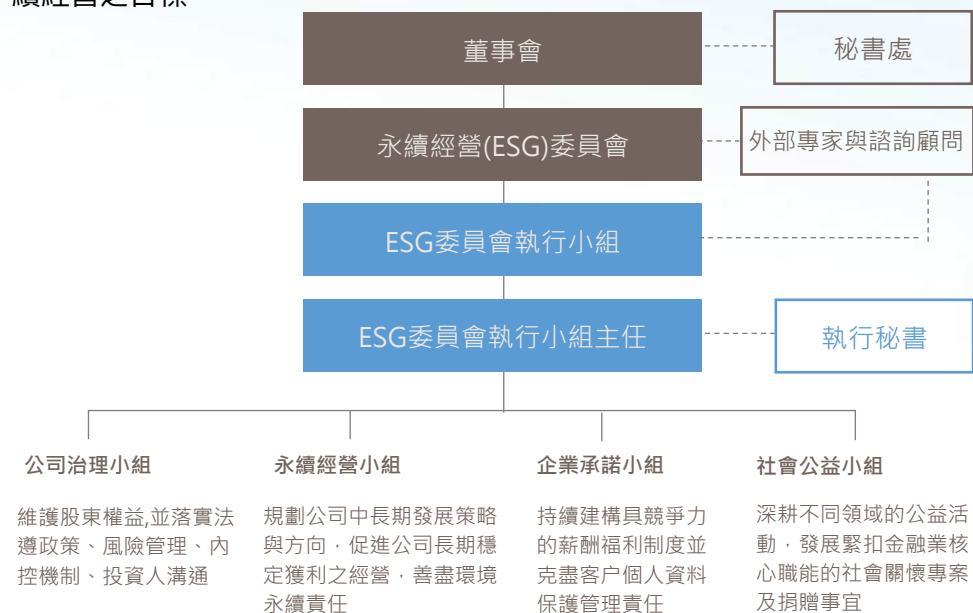 續經營之目標
董事會
秘書處
永續經營(ESG)委員會
外部專家與諮詢顧問
ESG委員會執行小組
ESG委員會執行小組主任
執行秘書
公司治理小組
維護股東權益,並落實法
遵政策、風險管理、內
控機制、投資人溝通
永續經營小組
規劃公司中長期發展策略
與方向，促進公司長期穩
定獲利之經營，善盡環境
永續責任
企業承諾小組
持續建構具競爭力
的薪酬福利制度並
克盡客戶個人資料
保護管理責任
社會公益小組
深耕不同領域的公益活
動，發展緊扣金融業核
心職能的社會關懷專案
及捐贈事宜